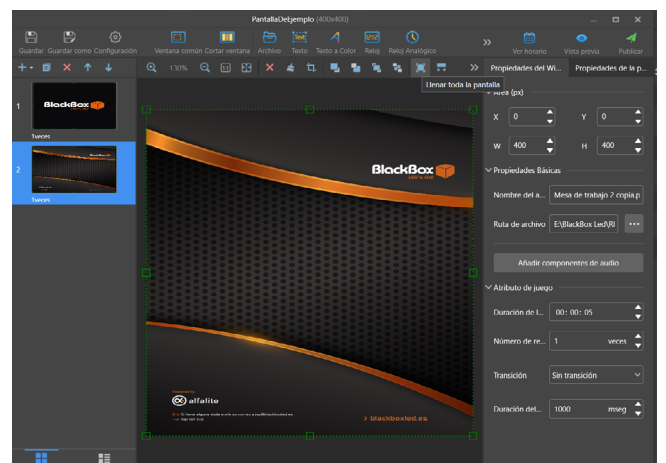 PantallaDeEjemplo (400x400)
Guardar Guardar como Configuración Ventana común Cortar ventana Archivo Texto Texto a Color Reloj Reloj Analógico Ver horario Vista previa Publicar
130% Propiedades del Wi... Propiedades de la p...
Llenar toda la pantalla
Área (px)
1
BlackBox
1veces
2
1veces
X 0 Y 0
W 400 H 400
Propiedades Básicas
Nombre del a... Mesa de trabajo 2 copia.p
Ruta de archivo E:\BlackBox Led\RI
Añadir componentes de audio
Atributo de juego
Duración de l... 00: 00: 05
Número de re... 1 veces
Transición Sin transición
Duración del... 1000 mseg
BlackBox
alfalite
> blackboxled.es